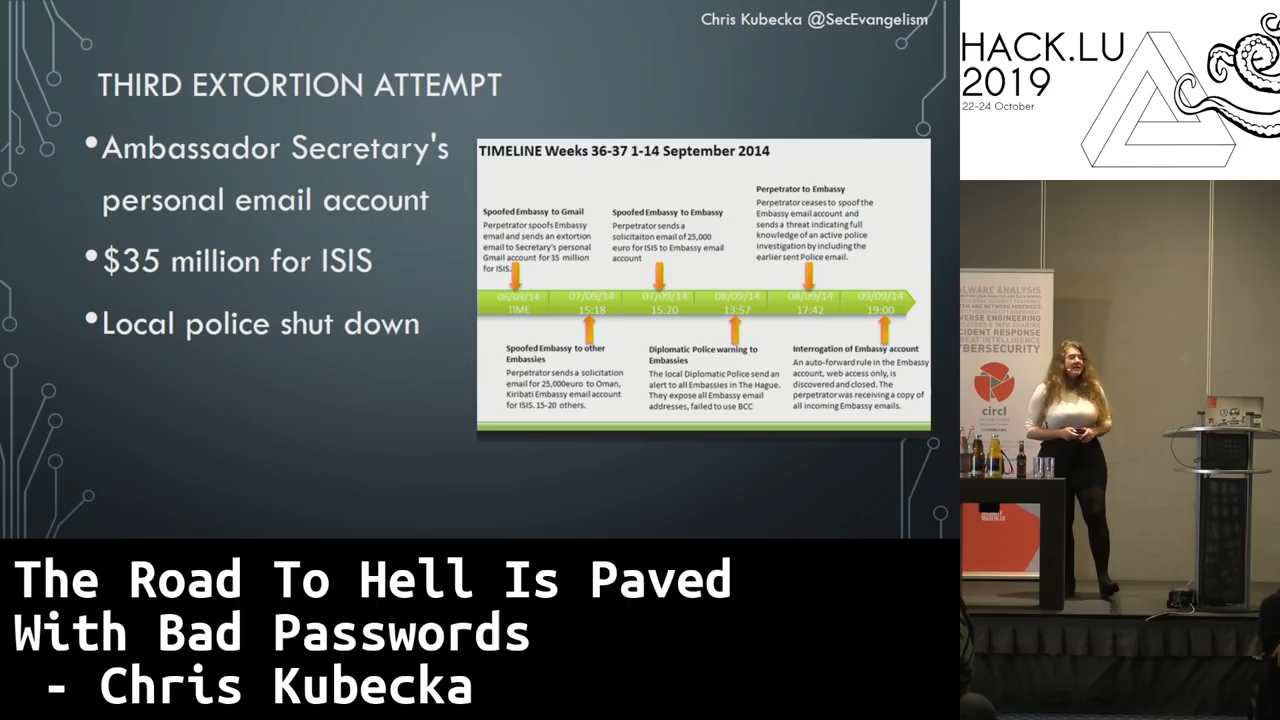 Chris Kubecka @SecEvangelism
THIRD EXTORTION ATTEMPT
•Ambassador Secretary's
personal email account
•$35 million for ISIS
•Local police shut down
TIMELINE Weeks 36-37 1-14 September 2014
Spoofed Embassy to Gmail
Perpetrator spoofs Embassy
email and sends an extortion
email to Secretary's personal
Gmail account for 35 million
for ISIS.
Spoofed Embassy to Embassy
Perpetrator sends a
solicitaiton email of 25,000
euro for ISIS to Embassy email
account
Perpetrator to Embassy
Perpetrator ceases to spoof the
Embassy email account and
sends a threat indicating full
knowledge of an active police
investigation by including the
earlier sent Police email.
06/09/14 07/09/14 07/09/14 08/09/14 08/09/14 09/09/14
TIME 15:18 15:20 13:57 17:42 19:00
Spoofed Embassy to other
Embassies
Perpetrator sends a solicitation
email for 25,000euro to Oman,
Kiribati Embassy email account
for ISIS. 15-20 others.
Diplomatic Police warning to
Embassies
The local Diplomatic Police send an
alert to all Embassies in The Hague.
They expose all Embassy email
addresses, failed to use BCC
Interrogation of Embassy account
An auto-forward rule in the Embassy
account, web access only, is
discovered and closed. The
perpetrator was receiving a copy of
all incoming Embassy emails.
HACK.LU
2019
22-24 October
ALWARE ANALYSIS
VERSE ENGINEERING
CIDENT RESPONSE
REAT INTELLIGENCE
YBERSECURITY
circl
The Road To Hell Is Paved
With Bad Passwords
- Chris Kubecka